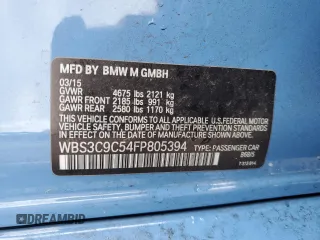 MFD BY BMW M GMBH
03/15
GVWR 4675 lbs 2121 kg
GAWR FRONT 2185 lbs 991 kg
GAWR REAR 2580 lbs 1170 kg
THIS VEHICLE CONFORMS TO ALL APPLICABLE U.S. FEDERAL MOTOR
VEHICLE SAFETY, BUMPER, AND THEFT PREVENTION STANDARDS IN
EFFECT ON THE DATE OF MANUFACTURE SHOWN ABOVE.
WBS3C9C54FP805394 TYPE: PASSENGER CAR
DREAMBID